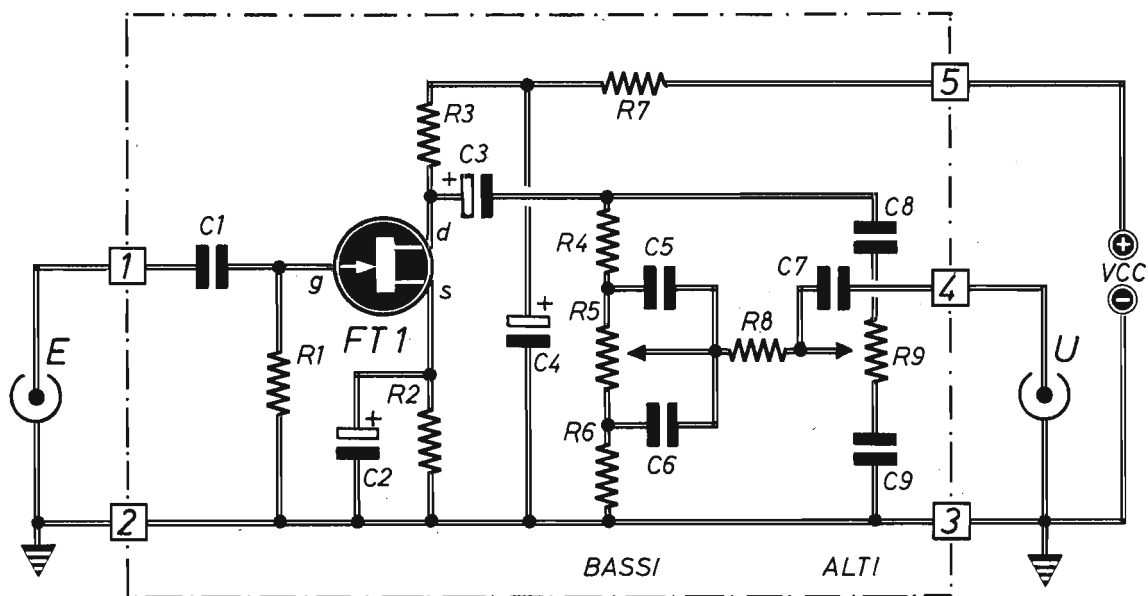 5
R7
R3
C3
+
C8
C1
R4
d
C5
C7
+
VCC
−
1
4
g
s
R5
R8
FT1
+
C4
R9
E
R1
U
R2
+
R6
C6
C2
C9
2
3
BASSI
ALTI